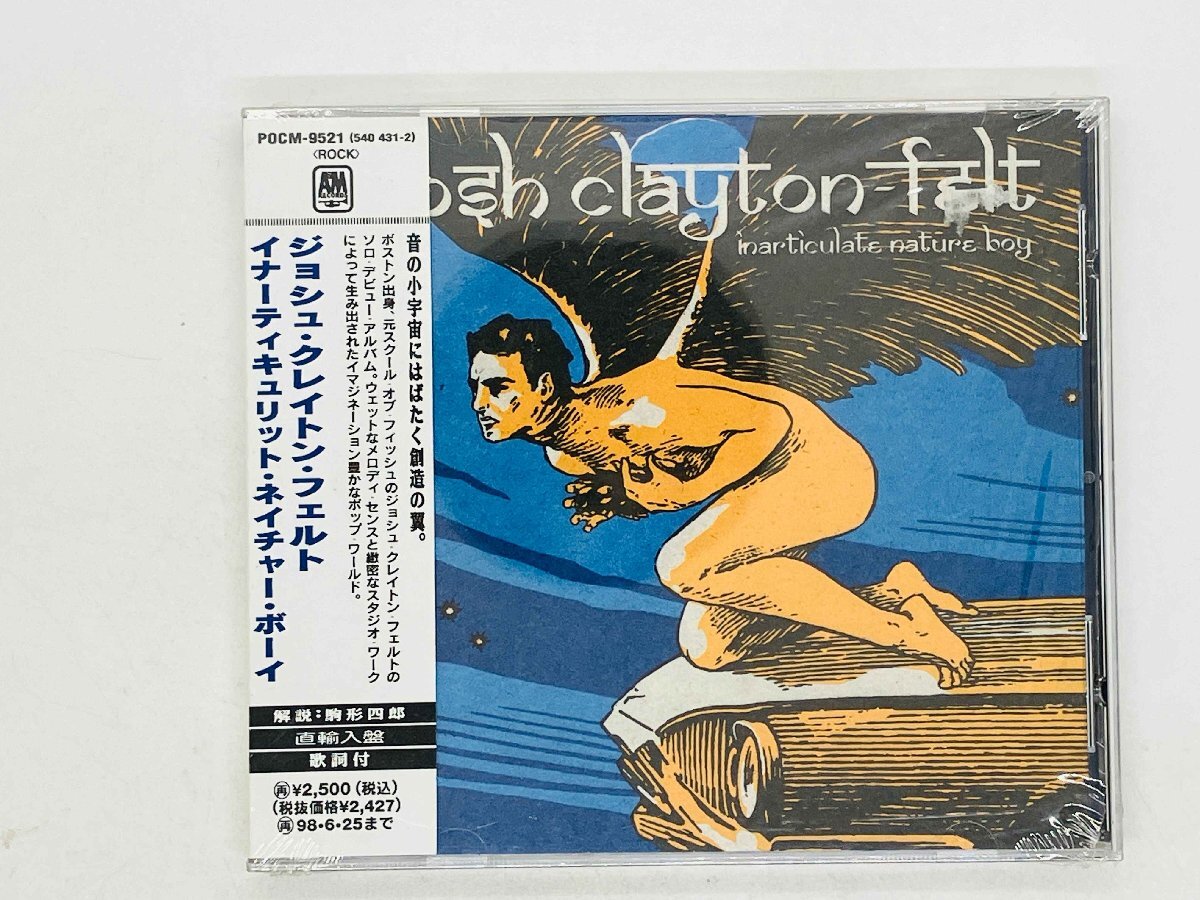 POCM-9521 (540 431-2)
〈ROCK〉
A&M
RECORDS
音の小宇宙にはばたく創造の翼。
ボストン出身、元スクール・オブ・フィッシュのジョシュ・クレイトン・フェルトの
ソロ・デビュー・アルバム。ウェットなメロディ・センスと緻密なスタジオ・ワーク
によって生み出されたイマジネーション豊かなポップ・ワールド。
ジョシュ・クレイトン・フェルト
イナーティキュリット・ネイチャー・ボーイ
解説:駒形四郎
直輸入盤
歌詞付
再¥2,500(税込)
(税抜価格¥2,427)
再98・6・25まで
osh clayton-felt
inarticulate nature boy